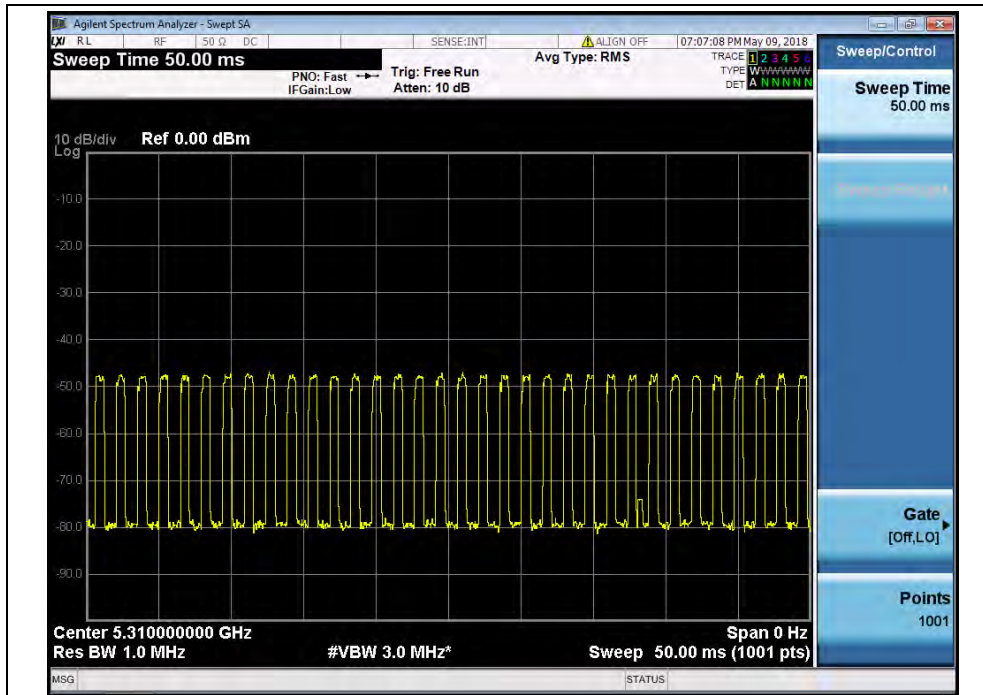 Agilent Spectrum Analyzer - Swept SA
LXI RL RF 50 Ω DC SENSE:INT ALIGN OFF 07:07:08 PM May 09, 2018
Sweep Time 50.00 ms
PNO: Fast
IFGain:Low
Trig: Free Run
Atten: 10 dB
Avg Type: RMS
TRACE 1 2 3 4 5 6
TYPE WWWWWW
DET A N N N N N
10 dB/div Ref 0.00 dBm
Log
-10.0
-20.0
-30.0
-40.0
-50.0
-60.0
-70.0
-80.0
-90.0
Center 5.310000000 GHz Span 0 Hz
Res BW 1.0 MHz #VBW 3.0 MHz* Sweep 50.00 ms (1001 pts)
MSG STATUS
Sweep/Control
Sweep Time
50.00 ms
Gate
[Off,LO]
Points
1001